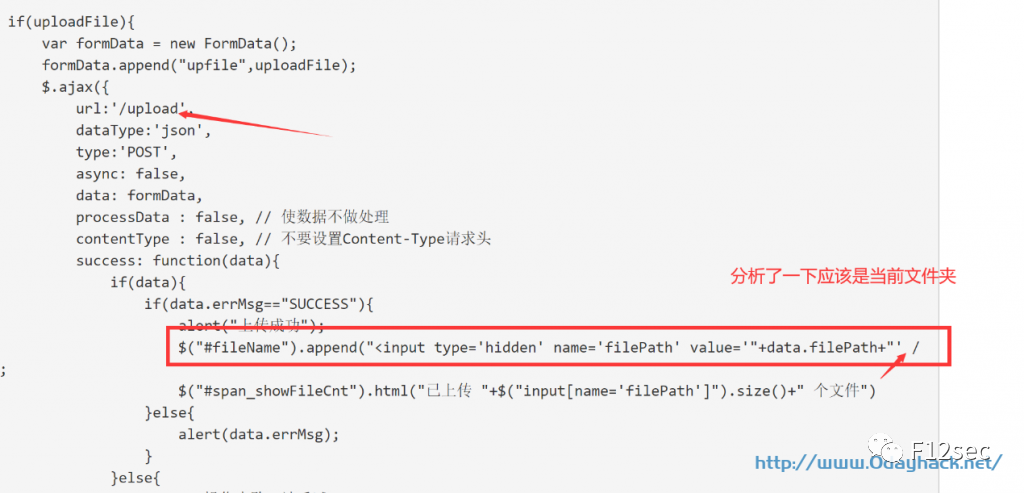 if(uploadFile){
var formData = new FormData();
formData.append("upfile",uploadFile);
$.ajax({
url:'/upload',
dataType:'json',
type:'POST',
async: false,
data: formData,
processData : false, // 使数据不做处理
contentType : false, // 不要设置Content-Type请求头
success: function(data){
if(data){
分析了一下应该是当前文件夹
if(data.errMsg=="SUCCESS"){
alert("上传成功");
$("#fileName").append("<input type='hidden' name='filePath' value='"+data.filePath+"' /
;
$("#span_showFileCnt").html("已上传 "+$("input[name='filePath']").size()+" 个文件")
}else{
alert(data.errMsg);
}
F12sec
http://www.0dayhack.net/
}else{